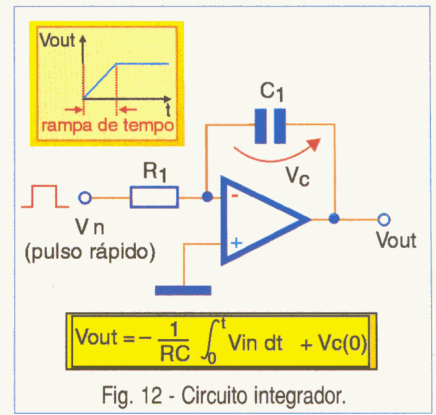 Vout
t
rampa de tempo
C1
R1
Vc
-
+
Vn
(pulso rápido)
Vout
Vout = - 1/RC ∫0t Vin dt + Vc(0)
Fig. 12 - Circuito integrador.